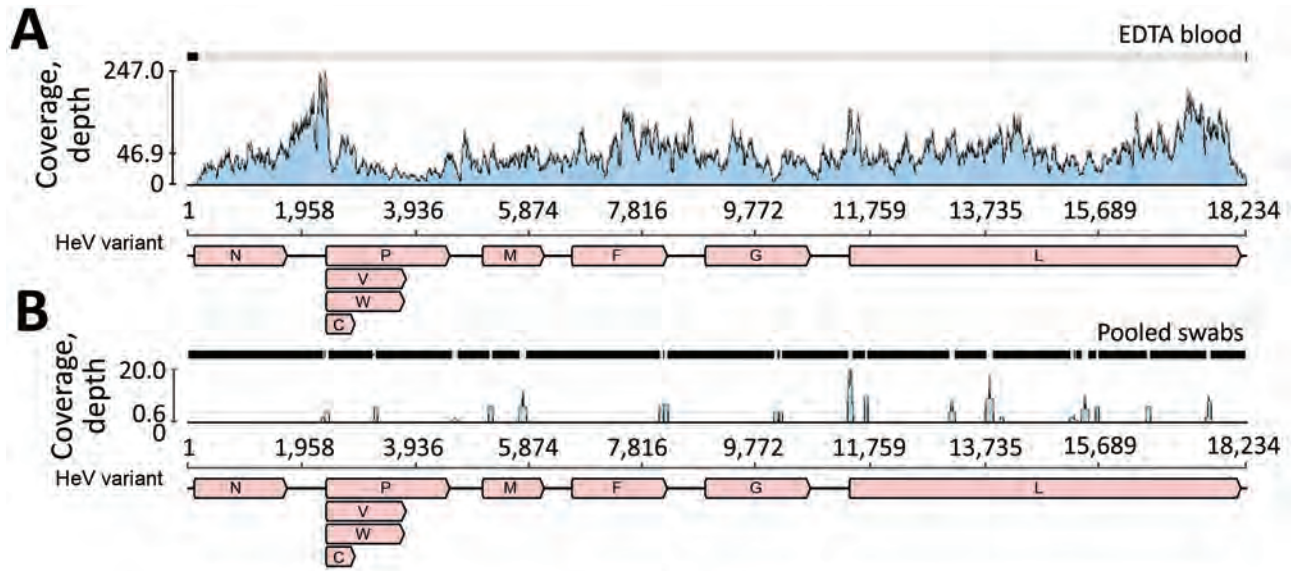 A
EDTA blood
Coverage, depth
247.0
46.9
0
1 1,958 3,936 5,874 7,816 9,772 11,759 13,735 15,689 18,234
HeV variant
N P M F G L
V
W
C
B
Pooled swabs
Coverage, depth
20.0
0.6
0
1 1,958 3,936 5,874 7,816 9,772 11,759 13,735 15,689 18,234
HeV variant
N P M F G L
V
W
C